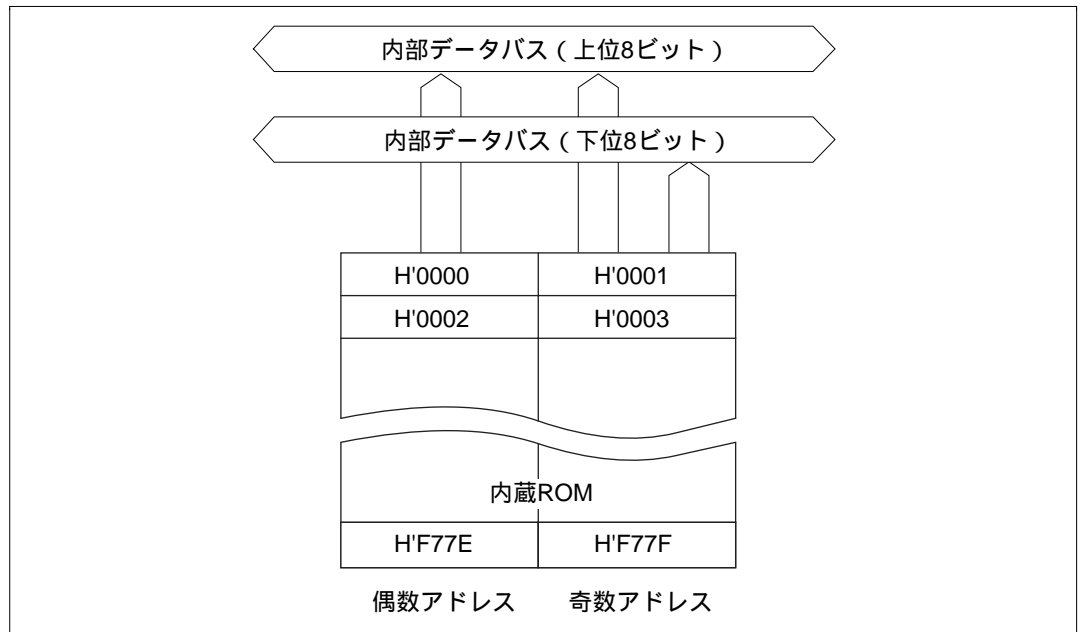 内部データバス（上位8ビット）
内部データバス（下位8ビット）
H'0000 H'0001
H'0002 H'0003
内蔵ROM
H'F77E H'F77F
偶数アドレス 奇数アドレス